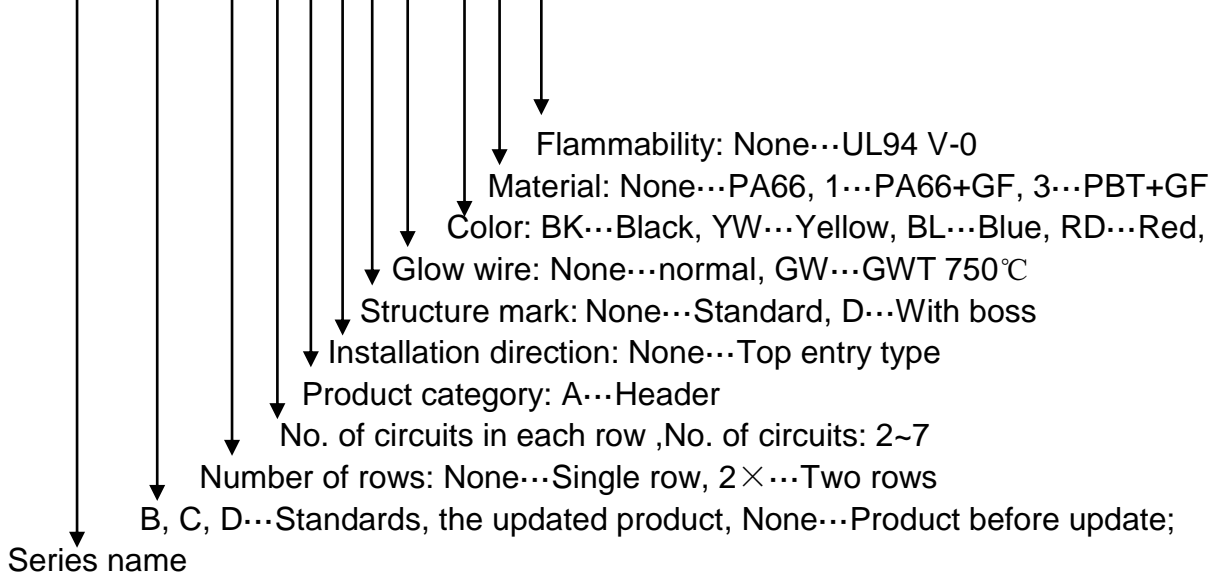 Flammability: None⋯UL94 V-0
Material: None⋯PA66, 1⋯PA66+GF, 3⋯PBT+GF
Color: BK⋯Black, YW⋯Yellow, BL⋯Blue, RD⋯Red,
Glow wire: None⋯normal, GW⋯GWT 750℃
Structure mark: None⋯Standard, D⋯With boss
Installation direction: None⋯Top entry type
Product category: A⋯Header
No. of circuits in each row ,No. of circuits: 2~7
Number of rows: None⋯Single row, 2×⋯Two rows
B, C, D⋯Standards, the updated product, None⋯Product before update;
Series name